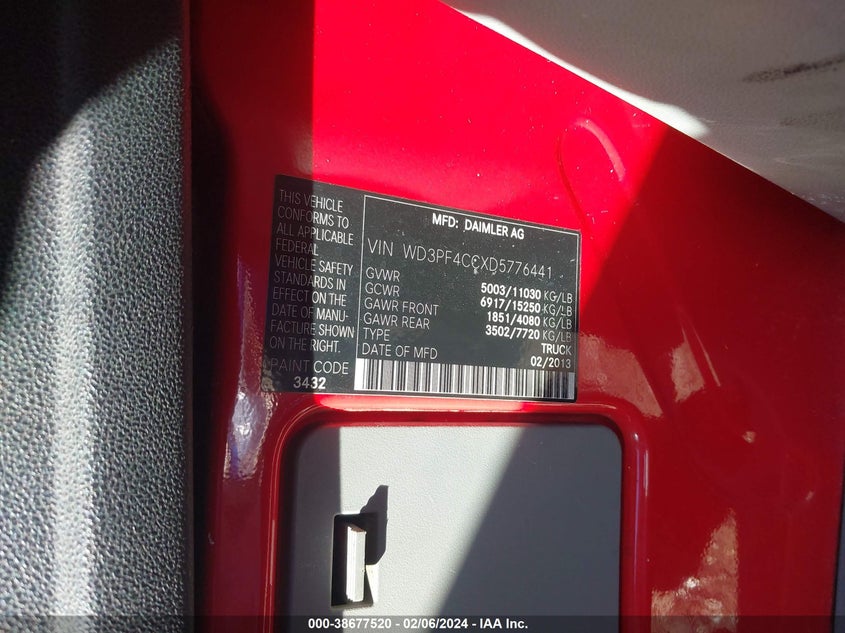 THIS VEHICLE
CONFORMS TO
ALL APPLICABLE
FEDERAL
VEHICLE SAFETY
STANDARDS IN
EFFECT ON THE
DATE OF MANU-
FACTURE SHOWN
ON THE RIGHT.
PAINT CODE
3432
MFD: DAIMLER AG
VIN WD3PF4CCXD5776441
GVWR 5003/11030 KG/LB
GCWR 6917/15250 KG/LB
GAWR FRONT 1851/4080 KG/LB
GAWR REAR 3502/7720 KG/LB
TYPE TRUCK
DATE OF MFD 02/2013
000-38677520 - 02/06/2024 - IAA Inc.